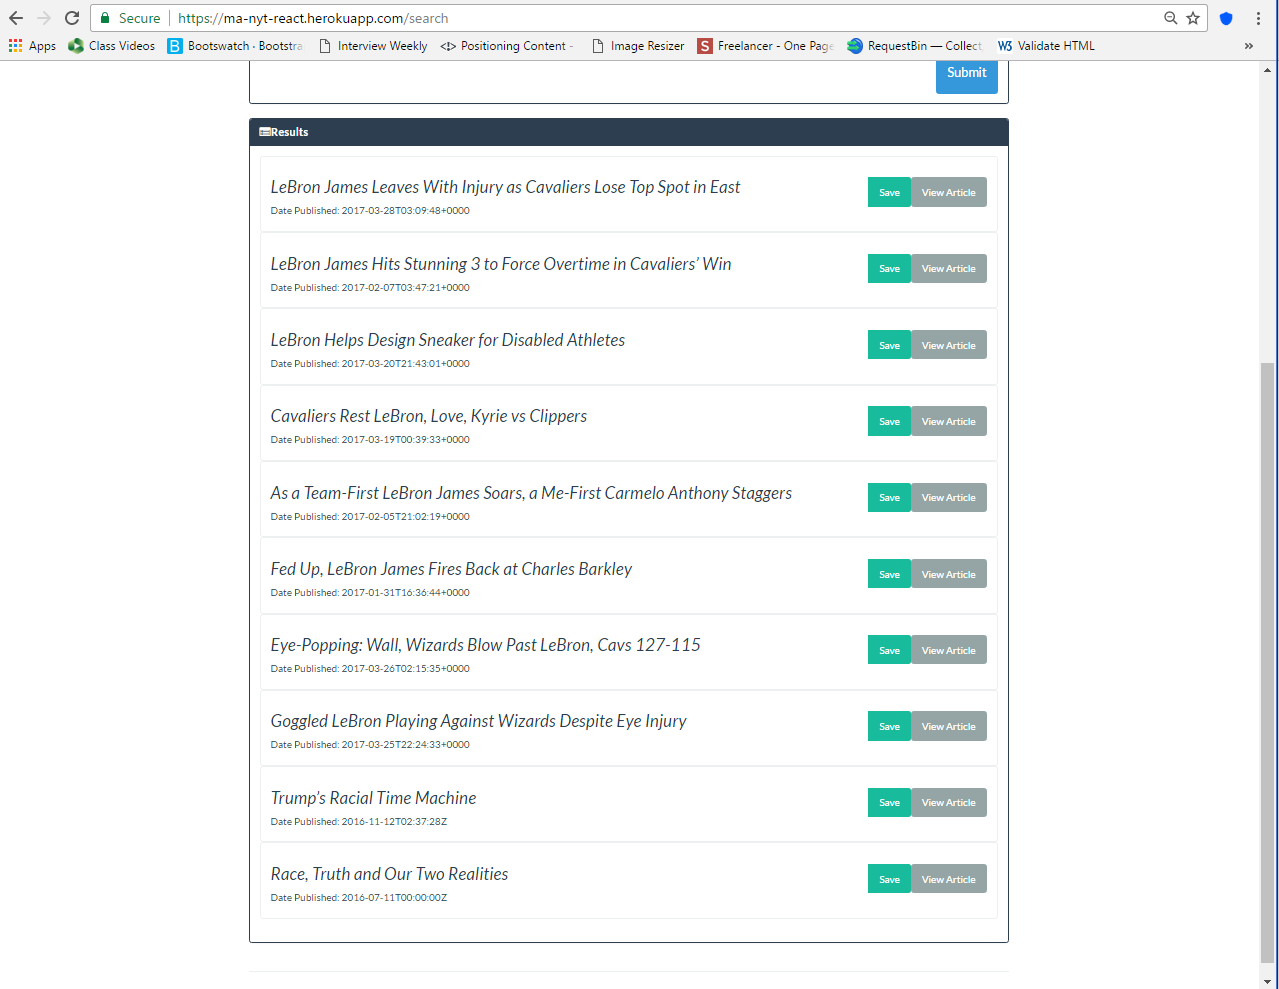 Secure https://ma-nyt-react.herokuapp.com/search
Apps Class Videos Bootswatch · Bootstra Interview Weekly <> Positioning Content - Image Resizer S Freelancer - One Page RequestBin — Collect W3 Validate HTML »
Submit
Results
LeBron James Leaves With Injury as Cavaliers Lose Top Spot in East
Save View Article
Date Published: 2017-03-28T03:09:48+0000
LeBron James Hits Stunning 3 to Force Overtime in Cavaliers’ Win
Save View Article
Date Published: 2017-02-07T03:47:21+0000
LeBron Helps Design Sneaker for Disabled Athletes
Save View Article
Date Published: 2017-03-20T21:43:01+0000
Cavaliers Rest LeBron, Love, Kyrie vs Clippers
Save View Article
Date Published: 2017-03-19T00:39:33+0000
As a Team-First LeBron James Soars, a Me-First Carmelo Anthony Staggers
Save View Article
Date Published: 2017-02-05T21:02:19+0000
Fed Up, LeBron James Fires Back at Charles Barkley
Save View Article
Date Published: 2017-01-31T16:36:44+0000
Eye-Popping: Wall, Wizards Blow Past LeBron, Cavs 127-115
Save View Article
Date Published: 2017-03-26T02:15:35+0000
Goggled LeBron Playing Against Wizards Despite Eye Injury
Save View Article
Date Published: 2017-03-25T22:24:33+0000
Trump’s Racial Time Machine
Save View Article
Date Published: 2016-11-12T02:37:28Z
Race, Truth and Our Two Realities
Save View Article
Date Published: 2016-07-11T00:00:00Z